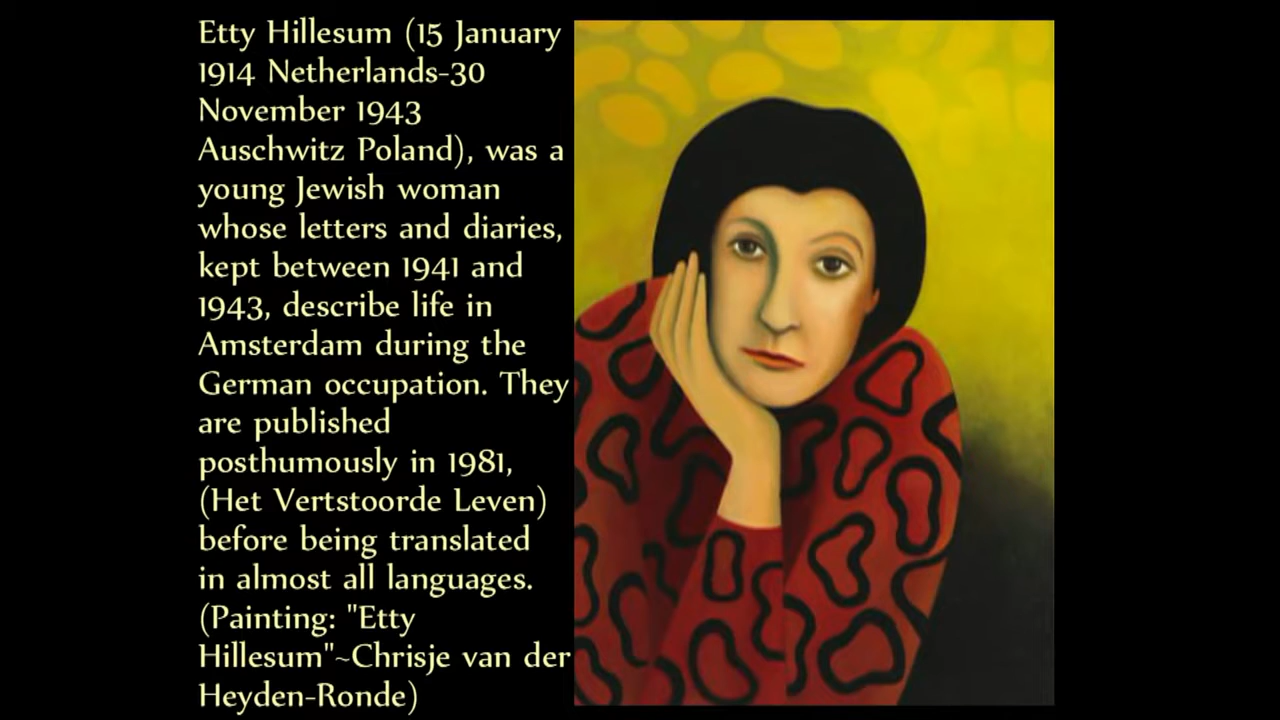 Etty Hillesum (15 January
1914 Netherlands-30
November 1943
Auschwitz Poland), was a
young Jewish woman
whose letters and diaries,
kept between 1941 and
1943, describe life in
Amsterdam during the
German occupation. They
are published
posthumously in 1981,
(Het Vertstoorde Leven)
before being translated
in almost all languages.
(Painting: "Etty
Hillesum"~Chrisje van der
Heyden-Ronde)